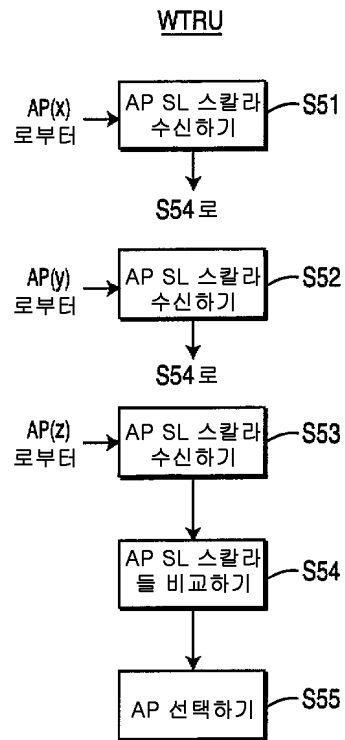 WTRU
AP(x)
로부터
AP SL 스칼라
수신하기
S51
S54로
AP(y)
로부터
AP SL 스칼라
수신하기
S52
S54로
AP(z)
로부터
AP SL 스칼라
수신하기
S53
AP SL 스칼라
들 비교하기
S54
AP 선택하기
S55